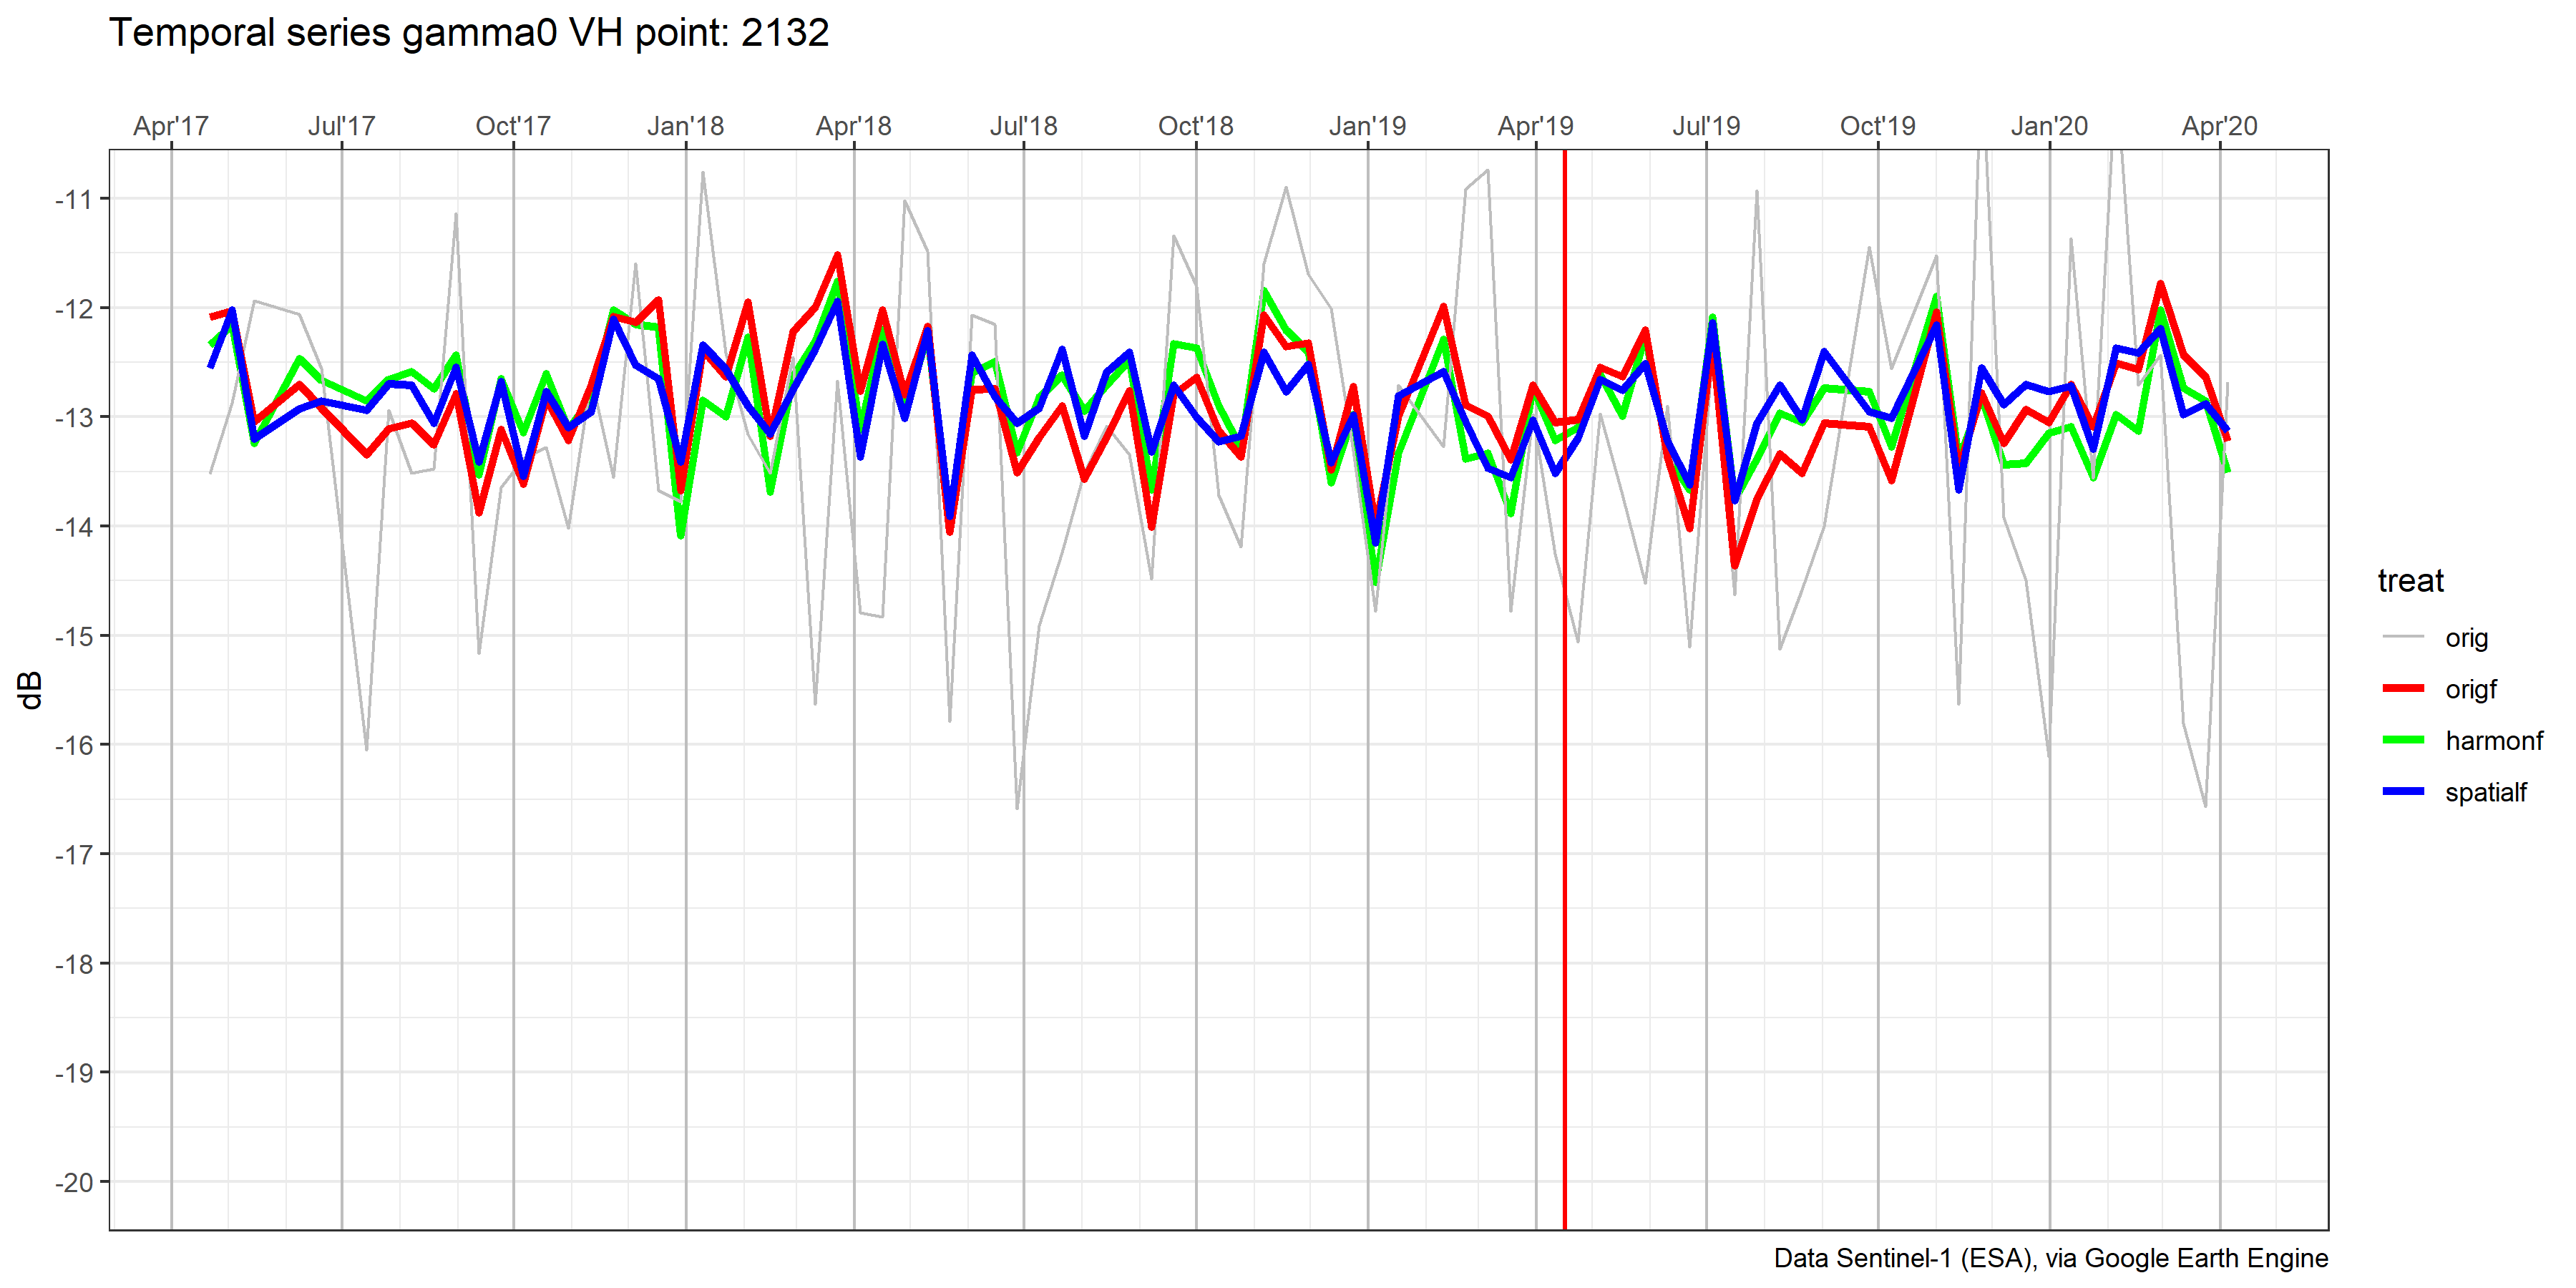 Temporal series gamma0 VH point: 2132
Apr'17 Jul'17 Oct'17 Jan'18 Apr'18 Jul'18 Oct'18 Jan'19 Apr'19 Jul'19 Oct'19 Jan'20 Apr'20
-11
-12
-13
-14
-15
-16
-17
-18
-19
-20
dB
treat
orig
origf
harmonf
spatialf
Data Sentinel-1 (ESA), via Google Earth Engine